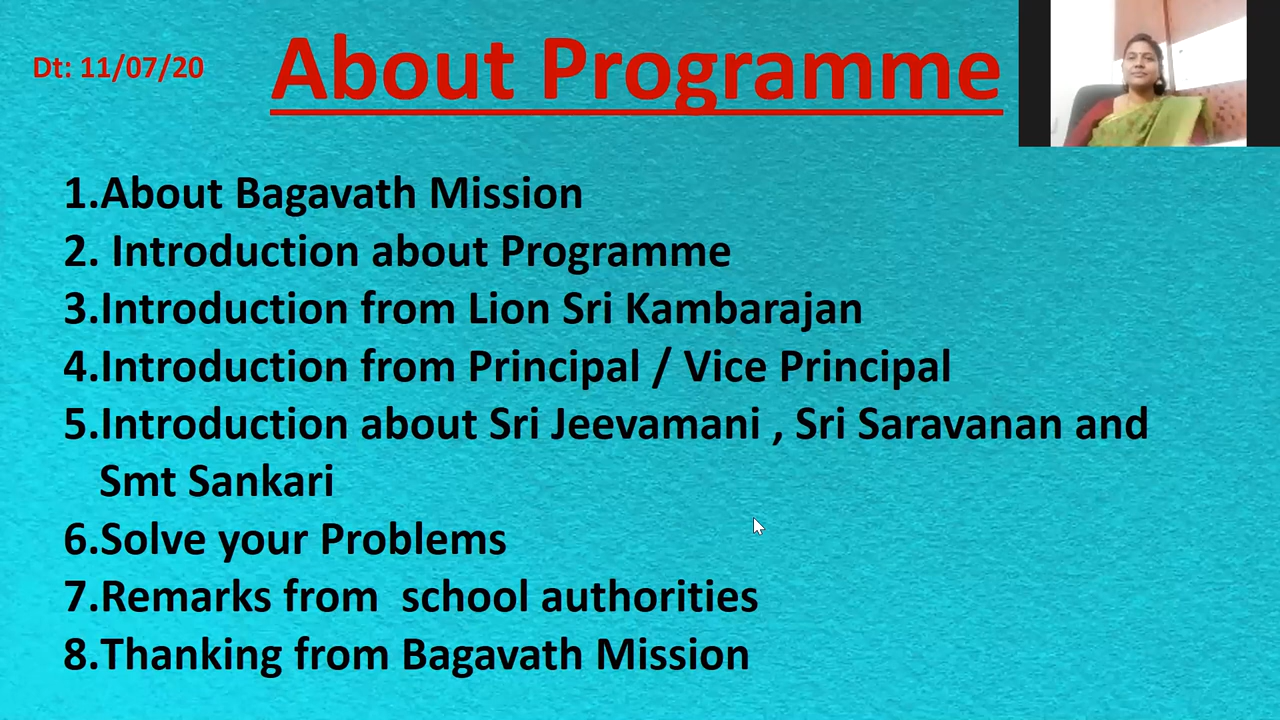 Dt: 11/07/20
About Programme
1.About Bagavath Mission
2. Introduction about Programme
3.Introduction from Lion Sri Kambarajan
4.Introduction from Principal / Vice Principal
5.Introduction about Sri Jeevamani , Sri Saravanan and
Smt Sankari
6.Solve your Problems
7.Remarks from  school authorities
8.Thanking from Bagavath Mission